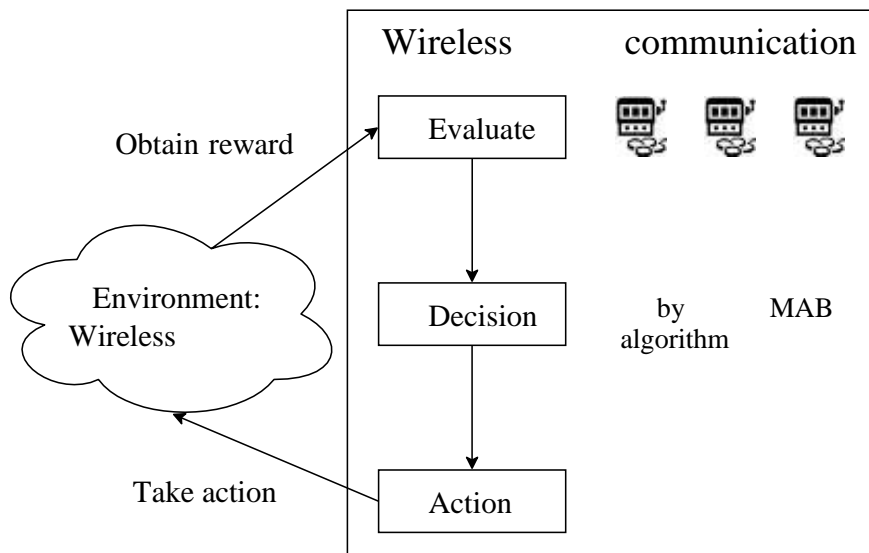 Wireless communication
Evaluate
Obtain reward
Environment:
Wireless
Decision
by MAB
algorithm
Take action
Action